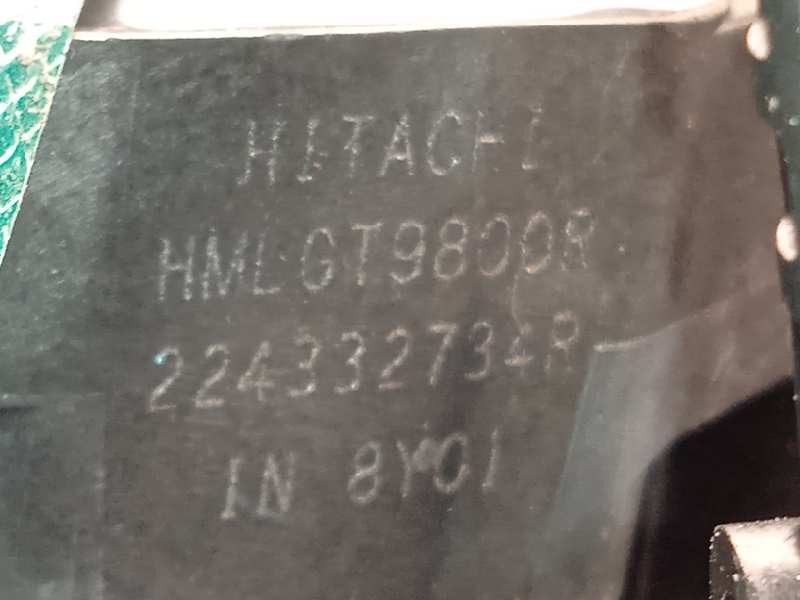 HITACHI
HMLGT9800R
224332734R
IN 8Y01